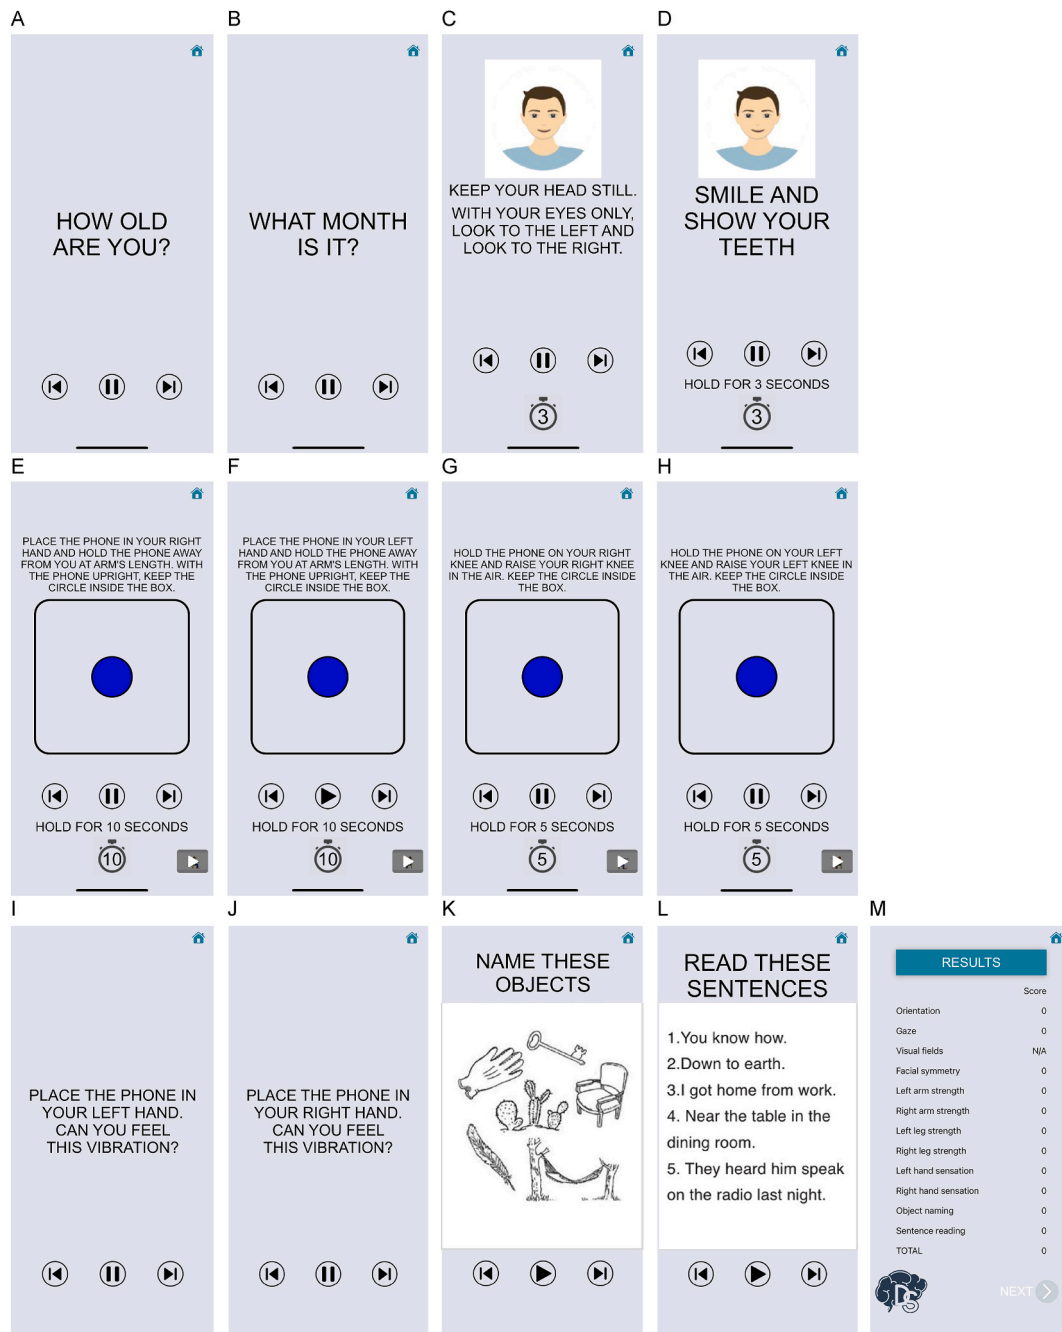 A
B
C
D
HOW OLD
ARE YOU?
WHAT MONTH
IS IT?
KEEP YOUR HEAD STILL.
WITH YOUR EYES ONLY,
LOOK TO THE LEFT AND
LOOK TO THE RIGHT.
3
SMILE AND
SHOW YOUR
TEETH
HOLD FOR 3 SECONDS
3
E
F
G
H
PLACE THE PHONE IN YOUR RIGHT
HAND AND HOLD THE PHONE AWAY
FROM YOU AT ARM'S LENGTH. WITH
THE PHONE UPRIGHT, KEEP THE
CIRCLE INSIDE THE BOX.
HOLD FOR 10 SECONDS
10
PLACE THE PHONE IN YOUR LEFT
HAND AND HOLD THE PHONE AWAY
FROM YOU AT ARM'S LENGTH. WITH
THE PHONE UPRIGHT, KEEP THE
CIRCLE INSIDE THE BOX.
HOLD FOR 10 SECONDS
10
HOLD THE PHONE ON YOUR RIGHT
KNEE AND RAISE YOUR RIGHT KNEE
IN THE AIR. KEEP THE CIRCLE INSIDE
THE BOX.
HOLD FOR 5 SECONDS
5
HOLD THE PHONE ON YOUR LEFT
KNEE AND RAISE YOUR LEFT KNEE IN
THE AIR. KEEP THE CIRCLE INSIDE
THE BOX.
HOLD FOR 5 SECONDS
5
I
J
K
L
M
PLACE THE PHONE IN
YOUR LEFT HAND.
CAN YOU FEEL
THIS VIBRATION?
PLACE THE PHONE IN
YOUR RIGHT HAND.
CAN YOU FEEL
THIS VIBRATION?
NAME THESE
OBJECTS
READ THESE
SENTENCES
1.You know how.
2.Down to earth.
3.I got home from work.
4. Near the table in the
dining room.
5. They heard him speak
on the radio last night.
RESULTS
Score
Orientation 0
Gaze 0
Visual fields N/A
Facial symmetry 0
Left arm strength 0
Right arm strength 0
Left leg strength 0
Right leg strength 0
Left hand sensation 0
Right hand sensation 0
Object naming 0
Sentence reading 0
TOTAL 0
DS
NEXT